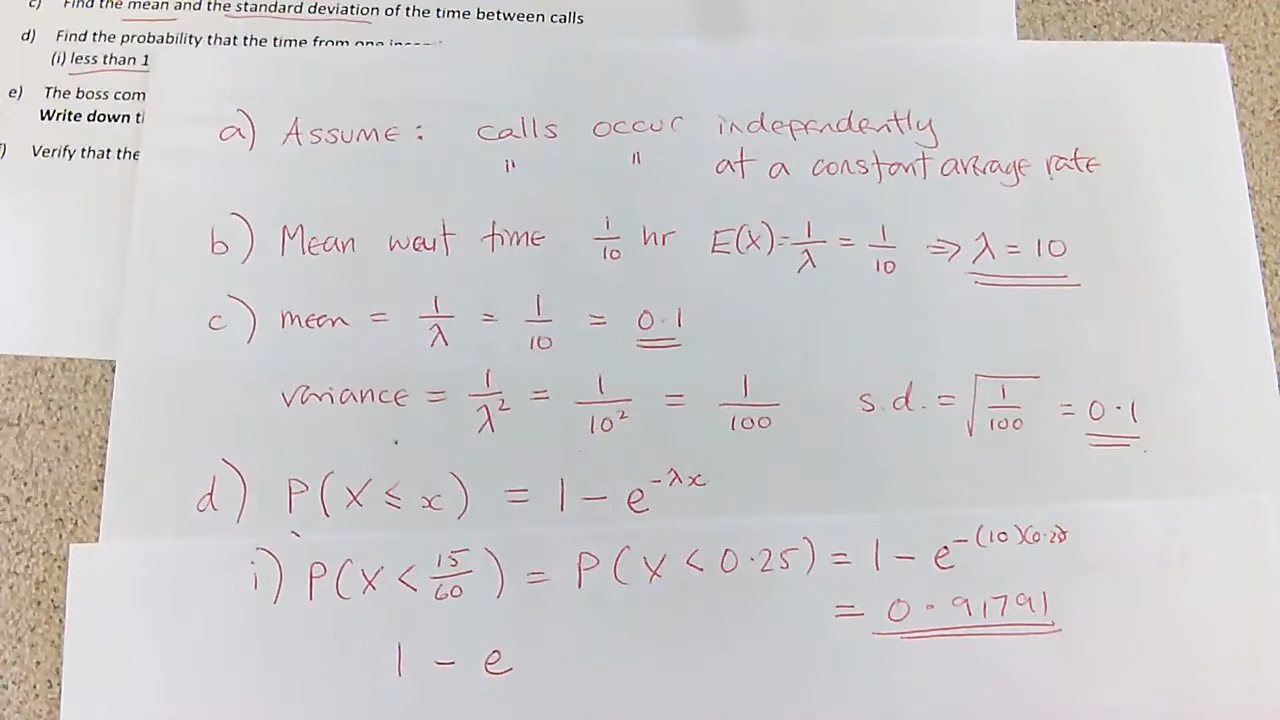 c) Find the mean and the standard deviation of the time between calls
d) Find the probability that the time from one
(i) less than 1
e) The boss com
Write down t
) Verify that the
a) Assume : calls occur independently
" " at a constant average rate
b) Mean wait time 1/10 hr E(X)=1/λ = 1/10 ⇒ λ = 10
c) mean = 1/λ = 1/10 = 0.1
variance = 1/λ² = 1/10² = 1/100 s.d. = √(1/100) = 0.1
d) P(X ≤ x) = 1 - e^(-λx)
i) P(X < 15/60) = P(X < 0.25) = 1 - e^(-(10)(0.25)
= 0.91791
1 - e